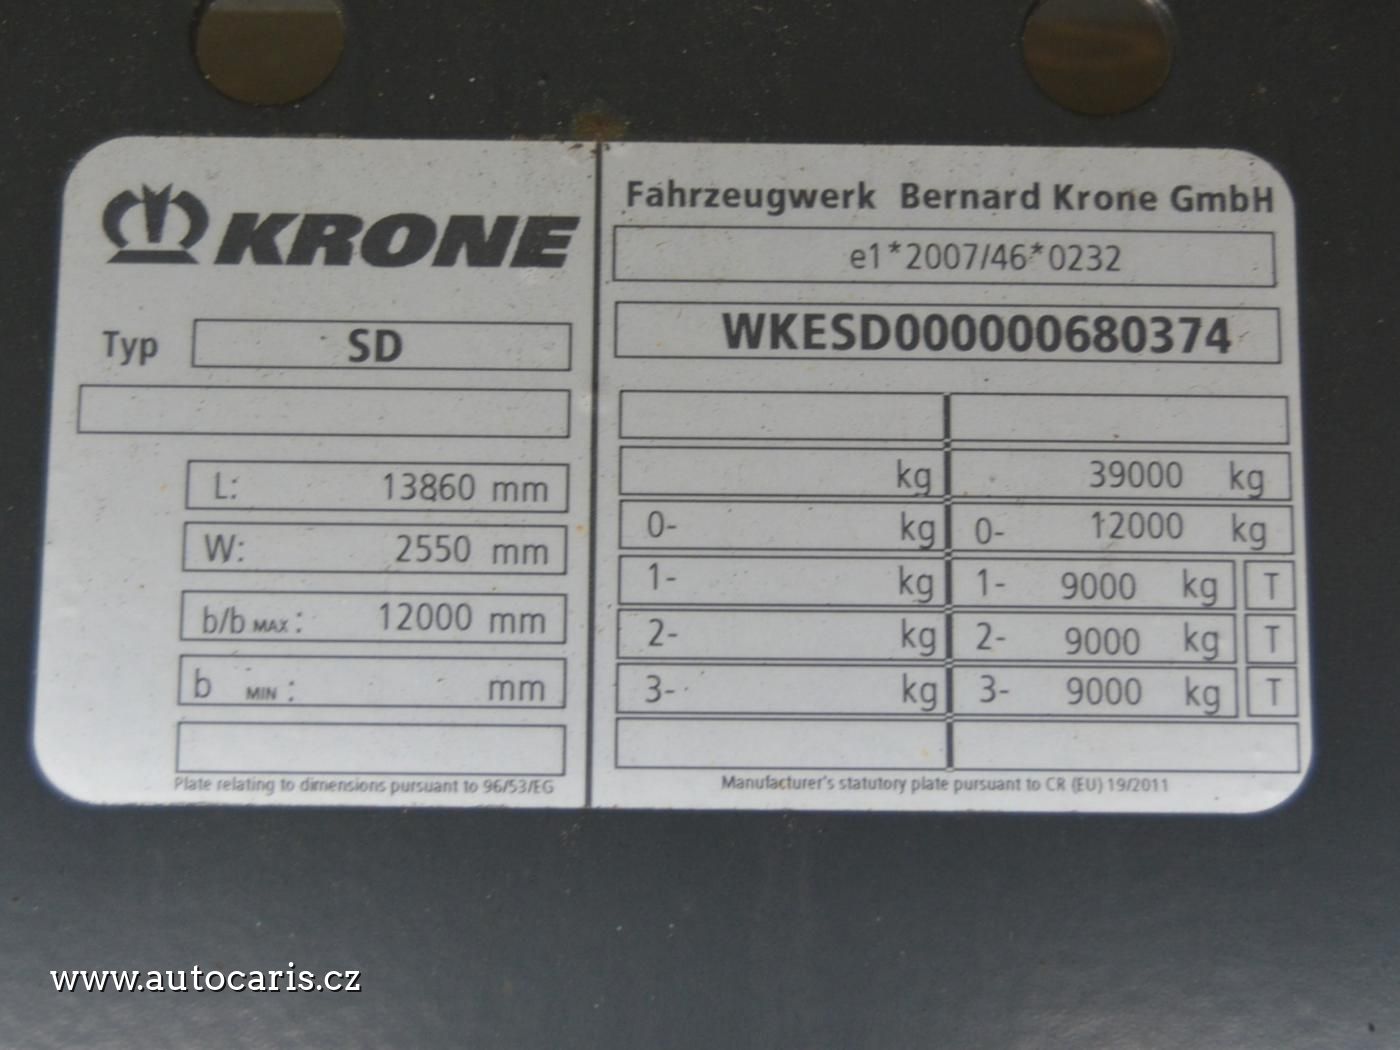 KRONE
Typ SD
L: 13860 mm
W: 2550 mm
b/b MAX : 12000 mm
b MIN : mm
Plate relating to dimensions pursuant to 96/53/EG
Fahrzeugwerk Bernard Krone GmbH
e1*2007/46*0232
WKESD000000680374
kg 39000 kg
0- kg 0- 12000 kg
1- kg 1- 9000 kg T
2- kg 2- 9000 kg T
3- kg 3- 9000 kg T
Manufacturer's statutory plate pursuant to CR (EU) 19/2011
www.autocaris.cz